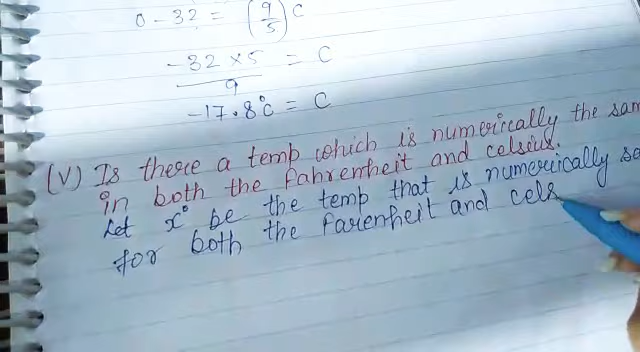 0 - 32 = (9/5) C
-32 × 5 / 9 = C
-17.8°c = C
(V) Is there a temp which is numerically the sam
in both the fahrenheit and celsius.
Let x° be the temp that is numerically sa
for both the farenheit and cels